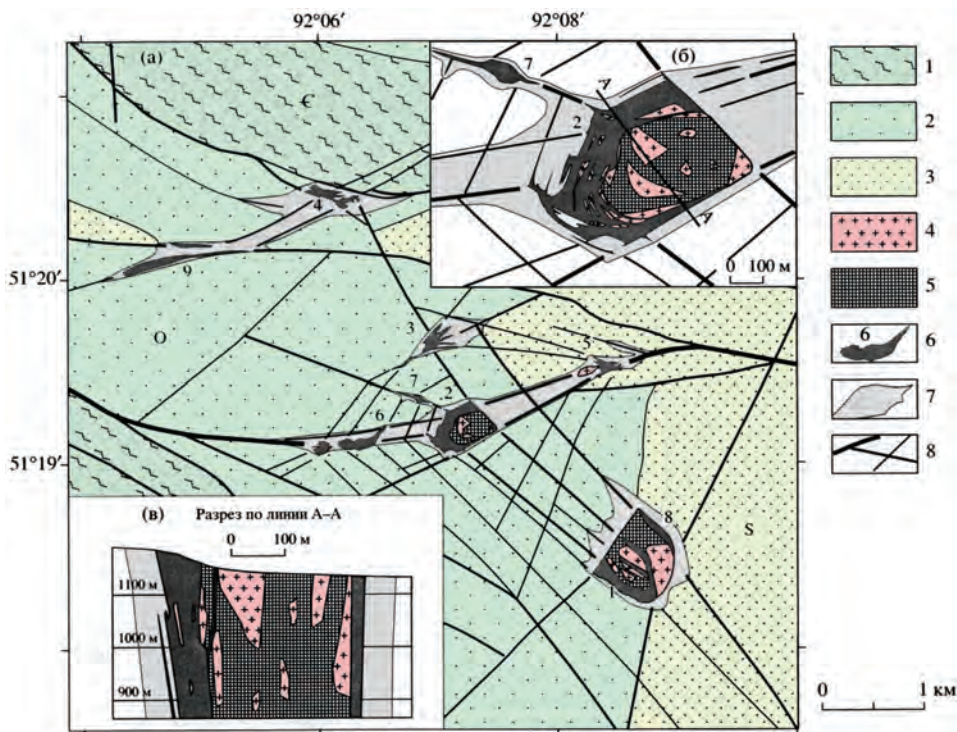 92°06′ 92°08′
(а) (б)
Є 7 1
А
2 2
4
3
9 А 4
51°20′ 0 100 м
5
3
5
О 6 6
7 2
6 7
51°19′
8
(в) Разрез по линии А–А
0 100 м 8 S
1100 м 1
1000 м
0 1 км
900 м